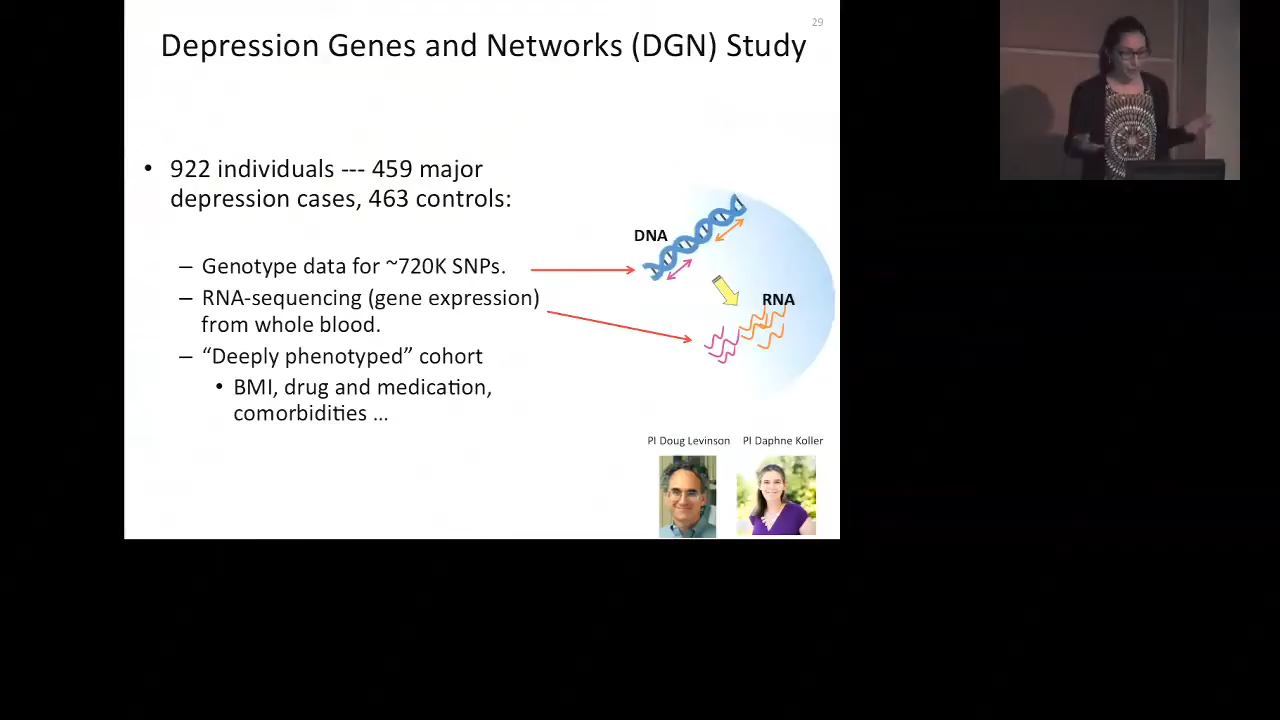 29
Depression Genes and Networks (DGN) Study
• 922 individuals --- 459 major
depression cases, 463 controls:
– Genotype data for ~720K SNPs.
– RNA-sequencing (gene expression)
from whole blood.
– “Deeply phenotyped” cohort
• BMI, drug and medication,
comorbidities ...
DNA
RNA
PI Doug Levinson
PI Daphne Koller